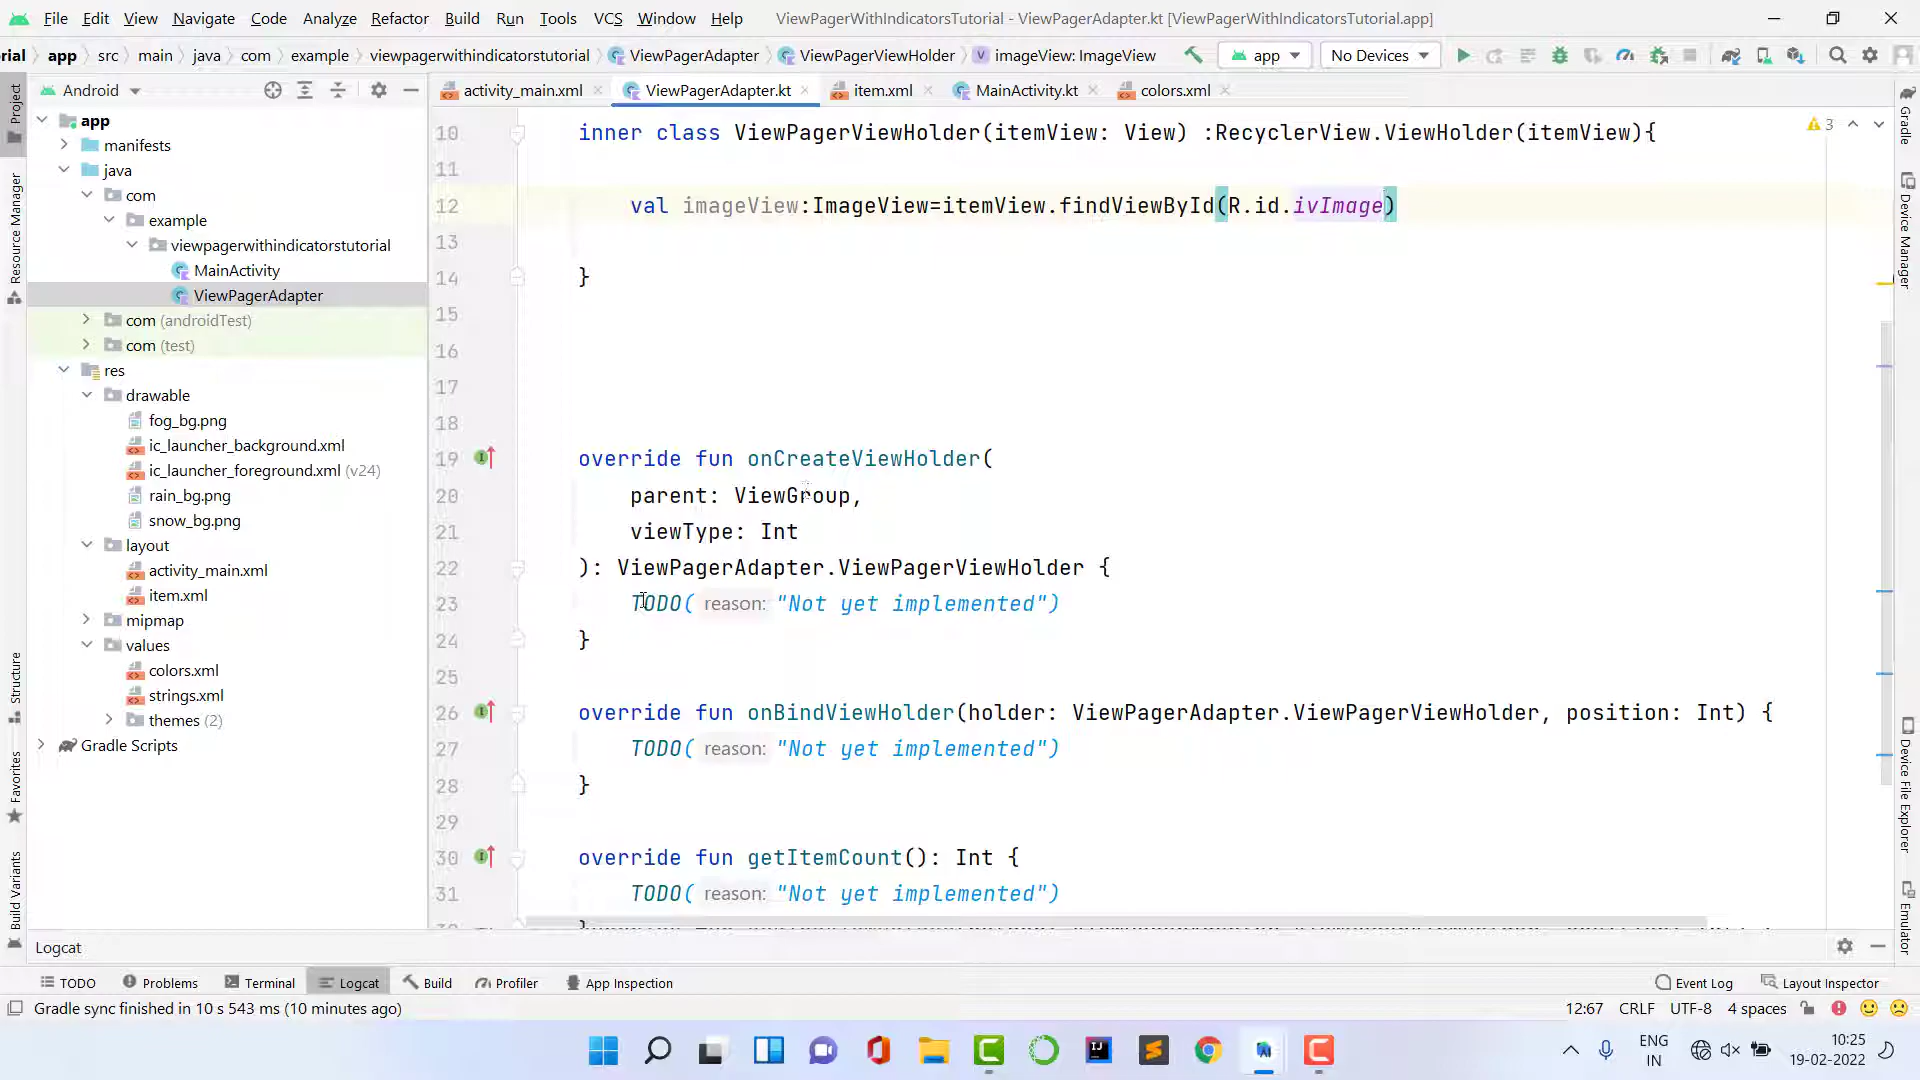 File Edit View Navigate Code Analyze Refactor Build Run Tools VCS Window Help ViewPagerWithIndicatorsTutorial - ViewPagerAdapter.kt [ViewPagerWithIndicatorsTutorial.app]
rial app src main java com example viewpagerwithindicatorstutorial ViewPagerAdapter ViewPagerViewHolder imageView: ImageView app No Devices
Android
activity_main.xml ViewPagerAdapter.kt item.xml MainActivity.kt colors.xml
Project
Resource Manager
Structure
Favorites
Build Variants
app
manifests
java
com
example
viewpagerwithindicatorstutorial
MainActivity
ViewPagerAdapter
com (androidTest)
com (test)
res
drawable
fog_bg.png
ic_launcher_background.xml
ic_launcher_foreground.xml (v24)
rain_bg.png
snow_bg.png
layout
activity_main.xml
item.xml
mipmap
values
colors.xml
strings.xml
themes (2)
Gradle Scripts
3
10 inner class ViewPagerViewHolder(itemView: View) :RecyclerView.ViewHolder(itemView){
11
12 val imageView:ImageView=itemView.findViewById(R.id.ivImage)
13
14 }
15
16
17
18
19 override fun onCreateViewHolder(
20 parent: ViewGroup,
21 viewType: Int
22 ): ViewPagerAdapter.ViewPagerViewHolder {
23 TODO( reason: "Not yet implemented")
24 }
25
26 override fun onBindViewHolder(holder: ViewPagerAdapter.ViewPagerViewHolder, position: Int) {
27 TODO( reason: "Not yet implemented")
28 }
29
30 override fun getItemCount(): Int {
31 TODO( reason: "Not yet implemented")
Gradle
Device Manager
Device File Explorer
Emulator
Logcat
TODO Problems Terminal Logcat Build Profiler App Inspection Event Log Layout Inspector
Gradle sync finished in 10 s 543 ms (10 minutes ago) 12:67 CRLF UTF-8 4 spaces
ENG
IN
10:25
19-02-2022